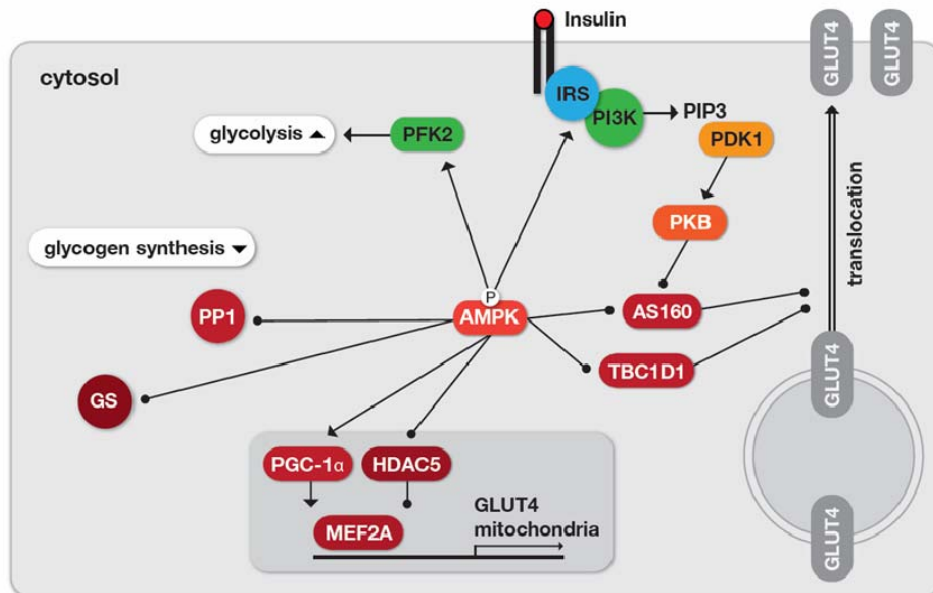 Insulin
GLUT4
GLUT4
cytosol
IRS
PI3K
PIP3
glycolysis ▲
PFK2
PDK1
PKB
translocation
glycogen synthesis ▼
P
AMPK
PP1
AS160
TBC1D1
GS
GLUT4
PGC-1α
HDAC5
GLUT4
mitochondria
MEF2A
GLUT4